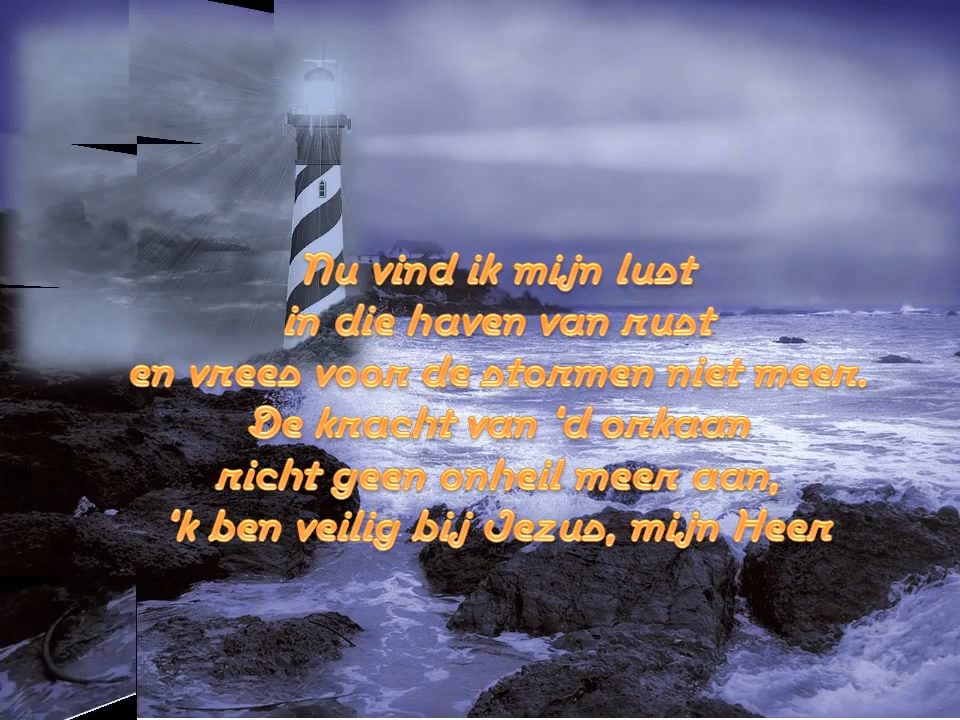 Nu vind ik mijn lust
in die haven van rust
en vrees voor de stormen niet meer.
De kracht van ‘d orkaan
richt geen onheil meer aan,
‘k ben veilig bij Jezus, mijn Heer